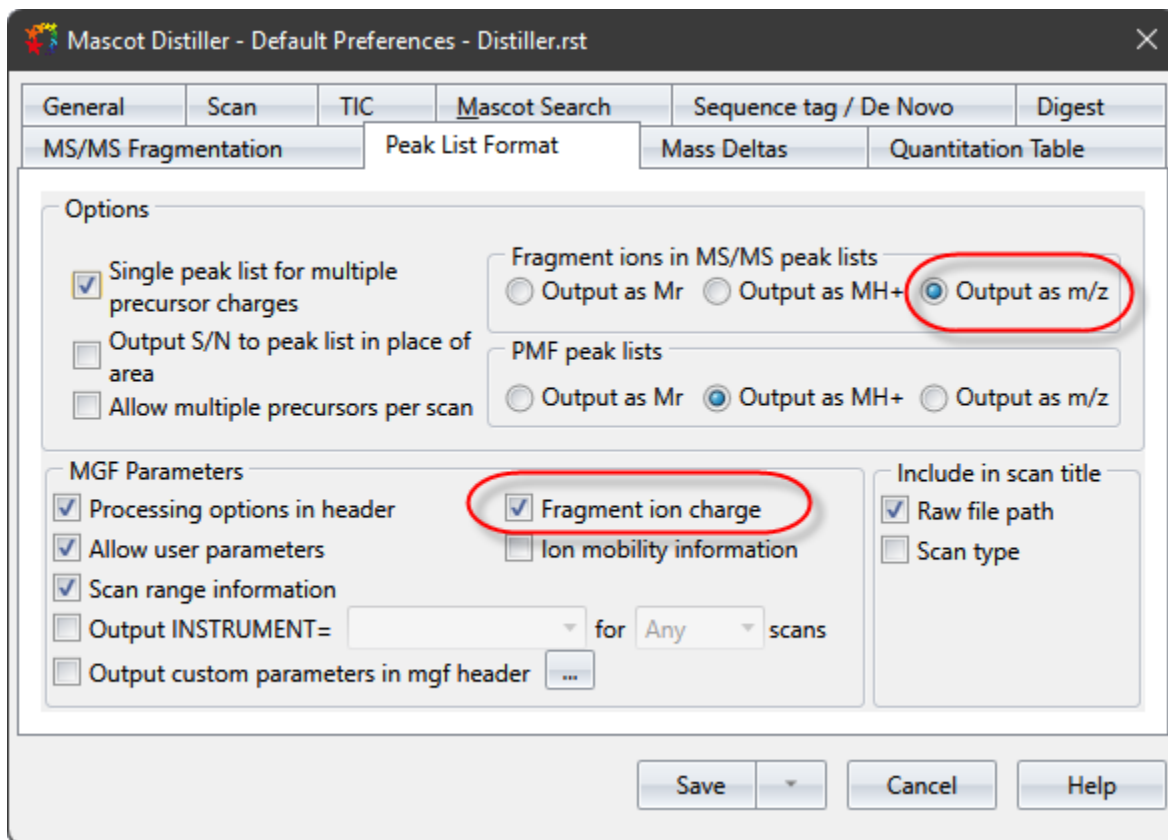 Mascot Distiller - Default Preferences - Distiller.rst
General Scan TIC Mascot Search Sequence tag / De Novo Digest
MS/MS Fragmentation Peak List Format Mass Deltas Quantitation Table
Options
Single peak list for multiple
precursor charges
Output S/N to peak list in place of
area
Allow multiple precursors per scan
Fragment ions in MS/MS peak lists
Output as Mr Output as MH+ Output as m/z
PMF peak lists
Output as Mr Output as MH+ Output as m/z
MGF Parameters
Processing options in header Fragment ion charge
Allow user parameters Ion mobility information
Scan range information
Output INSTRUMENT= for Any scans
Output custom parameters in mgf header ...
Include in scan title
Raw file path
Scan type
Save Cancel Help